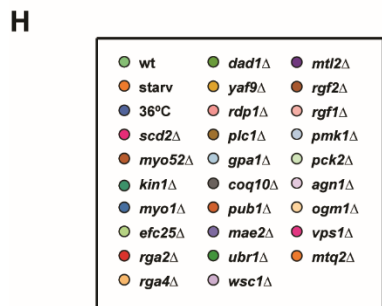 H
wt
starv
36ºC
scd2Δ
myo52Δ
kin1Δ
myo1Δ
efc25Δ
rga2Δ
rga4Δ
dad1Δ
yaf9Δ
rdp1Δ
plc1Δ
gpa1Δ
coq10Δ
pub1Δ
mae2Δ
ubr1Δ
wsc1Δ
mtl2Δ
rgf2Δ
rgf1Δ
pmk1Δ
pck2Δ
agn1Δ
ogm1Δ
vps1Δ
mtq2Δ